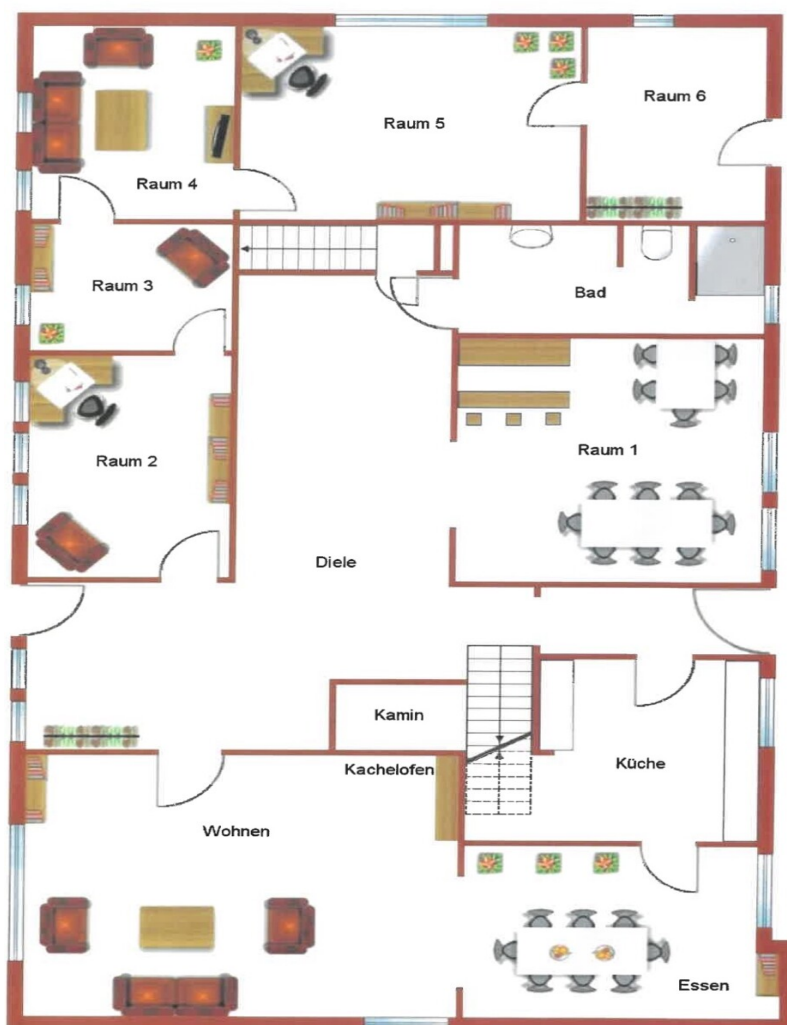 Raum 6
Raum 5
Raum 4
Raum 3
Bad
Raum 1
Raum 2
Diele
Kamin
Küche
Kachelofen
Wohnen
Essen